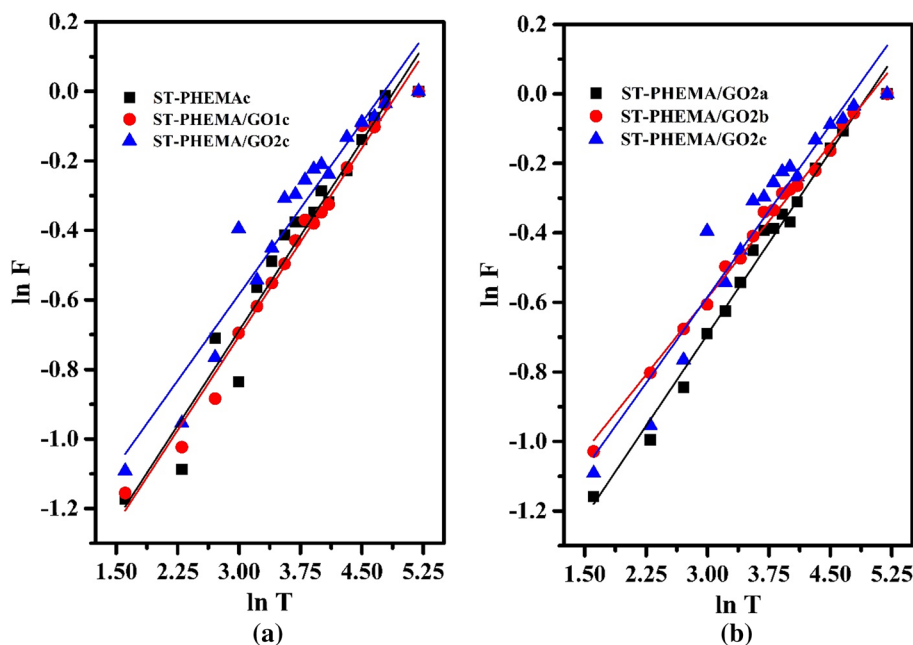 0.2
0.0
-0.2
-0.4
-0.6
-0.8
-1.0
-1.2
ln F
ST-PHEMAc
ST-PHEMA/GO1c
ST-PHEMA/GO2c
1.50 2.25 3.00 3.75 4.50 5.25
ln T
(a)
0.2
0.0
-0.2
-0.4
-0.6
-0.8
-1.0
-1.2
ln F
ST-PHEMA/GO2a
ST-PHEMA/GO2b
ST-PHEMA/GO2c
1.50 2.25 3.00 3.75 4.50 5.25
ln T
(b)